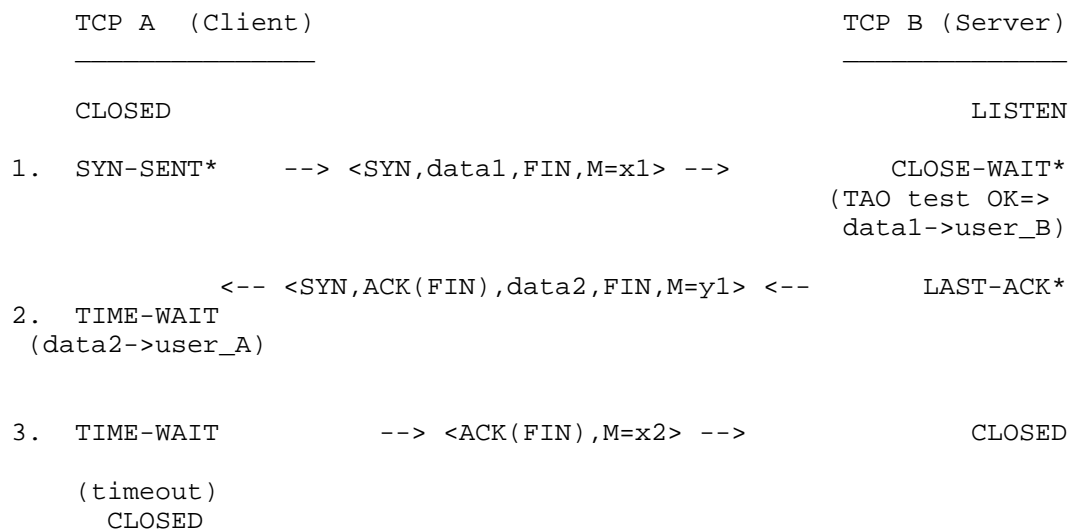 TCP A  (Client)                                 TCP B (Server)
_______________                                 ______________
CLOSED                                                  LISTEN
1.  SYN-SENT*    --> <SYN,data1,FIN,M=x1> -->        CLOSE-WAIT*
(TAO test OK=>
data1->user_B)
<-- <SYN,ACK(FIN),data2,FIN,M=y1> <--     LAST-ACK*
2.  TIME-WAIT
(data2->user_A)
3.  TIME-WAIT          --> <ACK(FIN),M=x2> -->             CLOSED
(timeout)
CLOSED